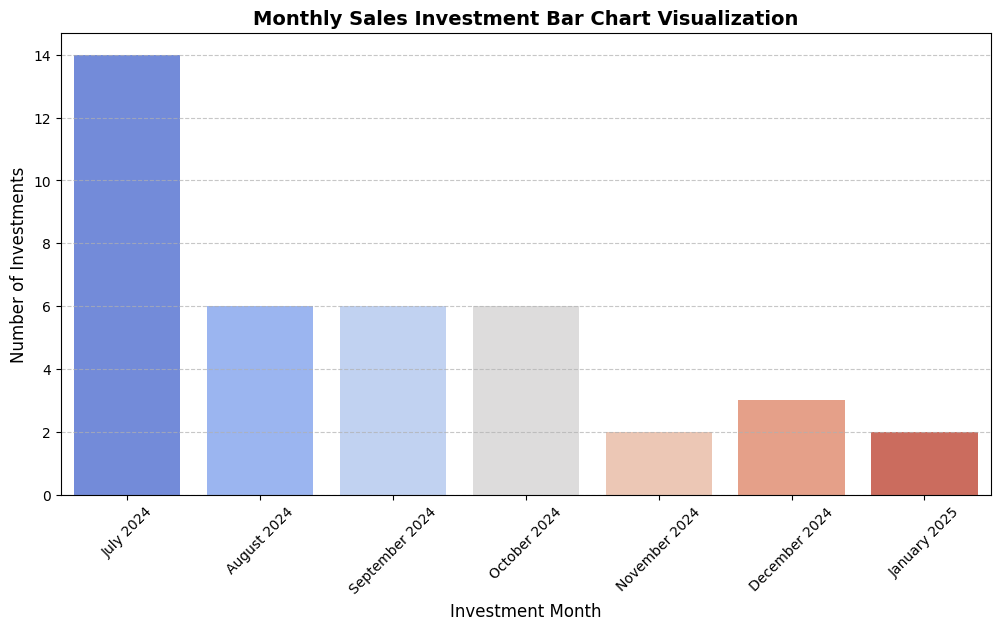 Monthly Sales Investment Bar Chart Visualization
Number of Investments
14
12
10
8
6
4
2
0
July 2024
August 2024
September 2024
October 2024
November 2024
December 2024
January 2025
Investment Month